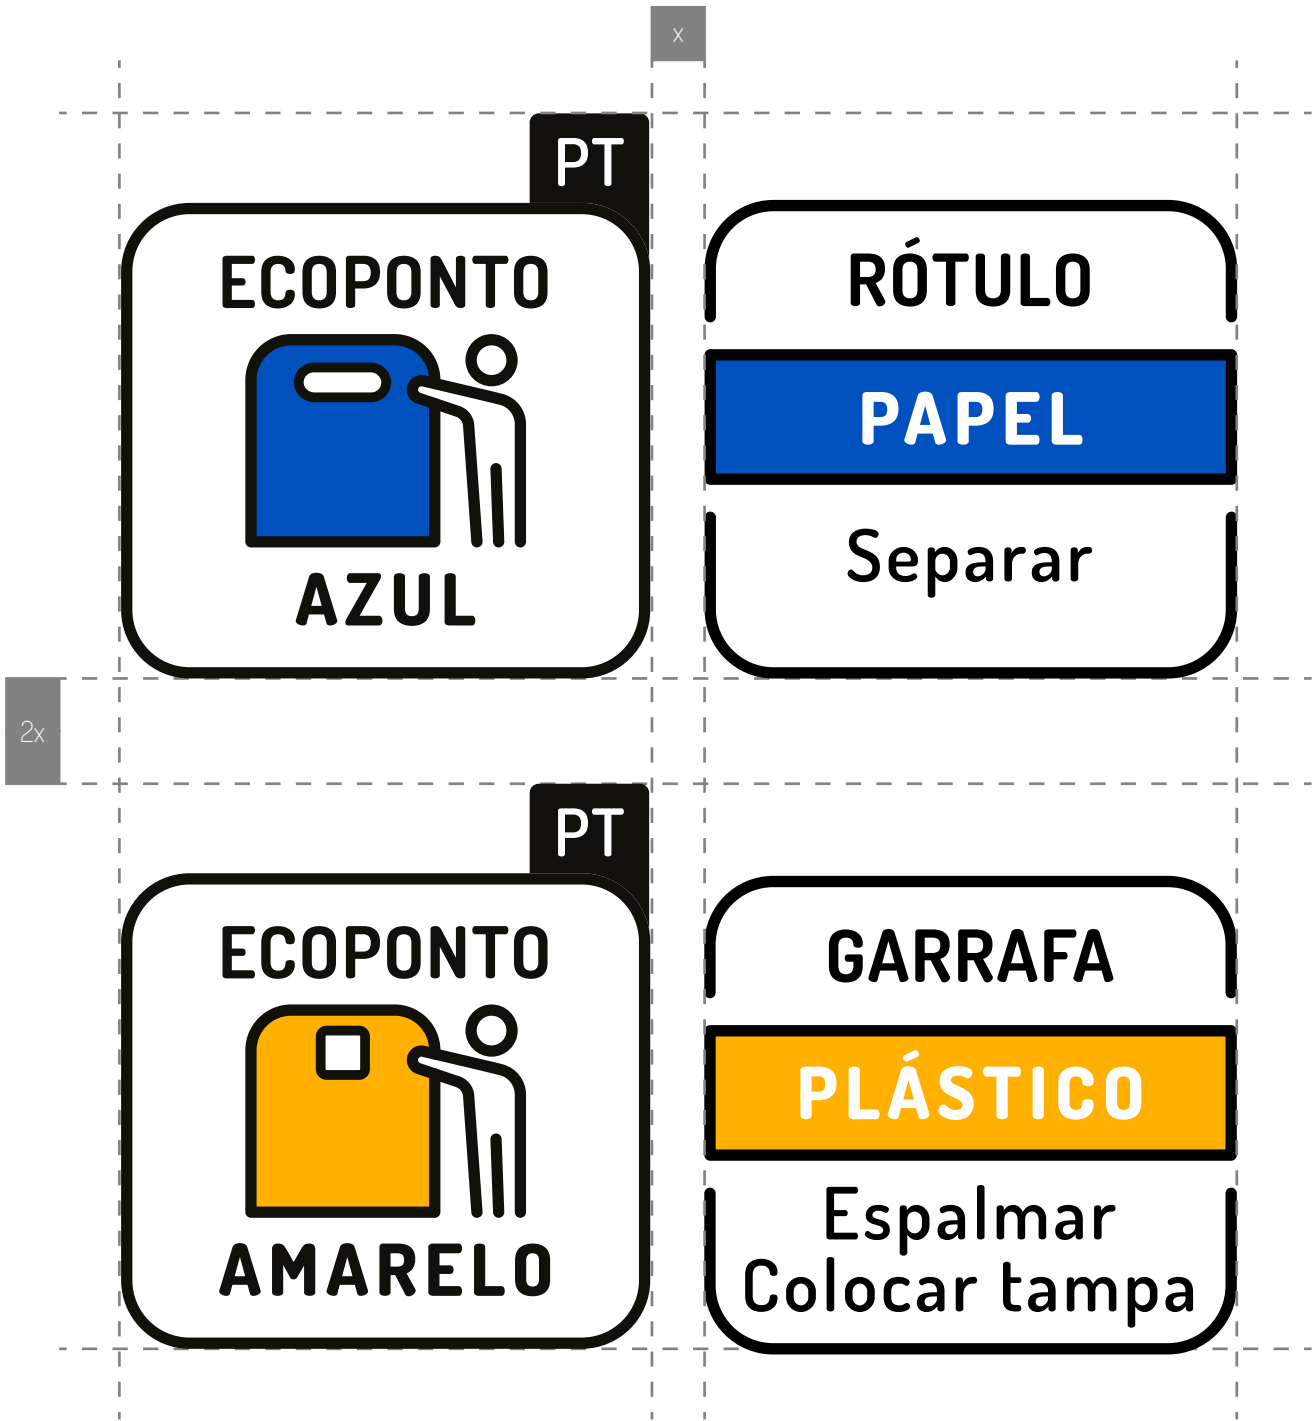 x
PT
ECOPONTO
AZUL
RÓTULO
PAPEL
Separar
2x
PT
ECOPONTO
AMARELO
GARRAFA
PLÁSTICO
Espalmar
Colocar tampa